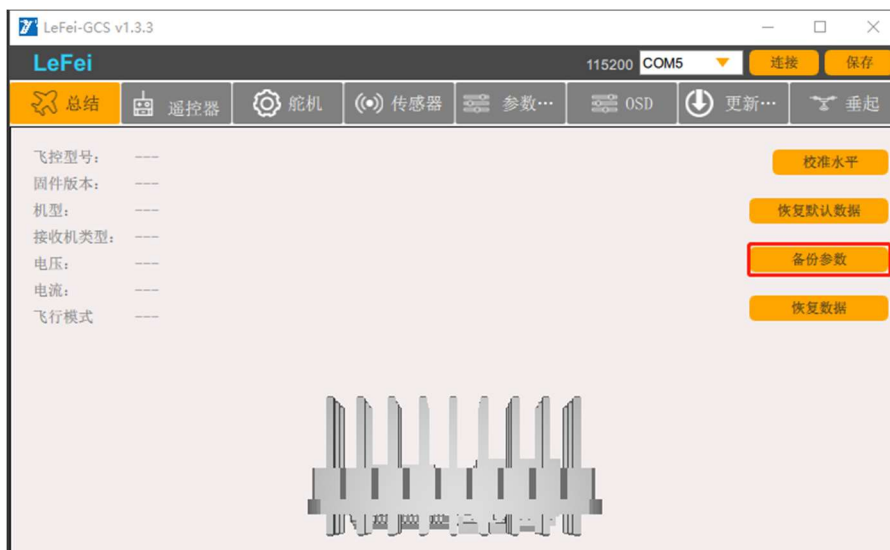 LeFei-GCS v1.3.3
LeFei
115200 COM5 连接 保存
总结 遥控器 舵机 传感器 参数… OSD 更新… 垂起
飞控型号： --- 校准水平
固件版本： ---
机型： --- 恢复默认数据
接收机类型： ---
电压： --- 备份参数
电流： ---
飞行模式 --- 恢复数据